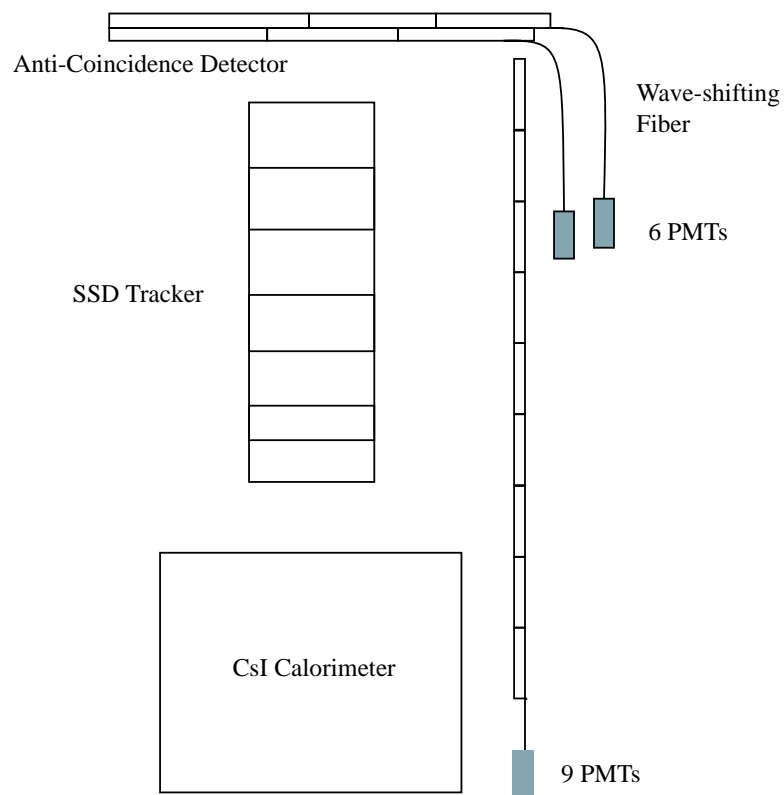 Anti-Coincidence Detector
Wave-shifting
Fiber
6 PMTs
SSD Tracker
CsI Calorimeter
9 PMTs